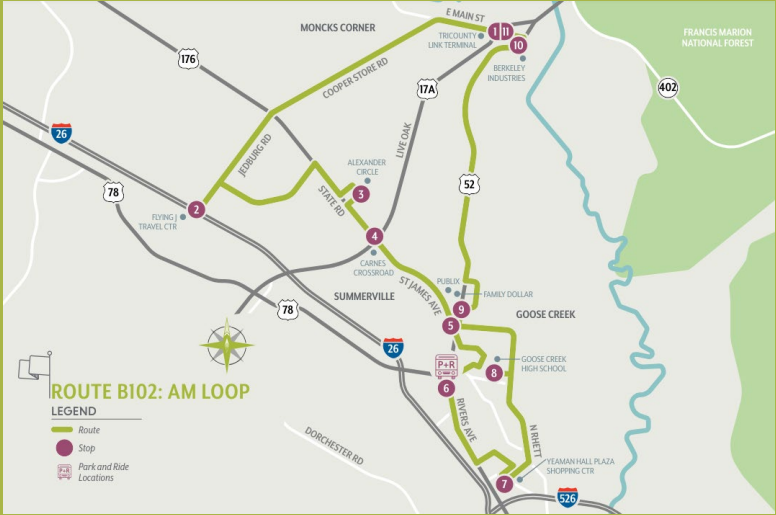 E MAIN ST
MONCKS CORNER
1 11
TRICOUNTY
LINK TERMINAL
10
BERKELEY
INDUSTRIES
FRANCIS MARION
NATIONAL FOREST
176
COOPER STORE RD
17A
402
26
JEDBURG RD
LIVE OAK
78
ALEXANDER
CIRCLE
3
52
2
FLYING J
TRAVEL CTR
STATE RD
4
CARNES
CROSSROAD
ST JAMES AVE
PUBLIX
FAMILY DOLLAR
SUMMERVILLE
78
9
GOOSE CREEK
5
26
P+R
GOOSE CREEK
HIGH SCHOOL
8
6
ROUTE B102: AM LOOP
LEGEND
Route
Stop
P+R
Park and Ride
Locations
RIVERS AVE
N RHETT
DORCHESTER RD
YEAMAN HALL PLAZA
SHOPPING CTR
7
526